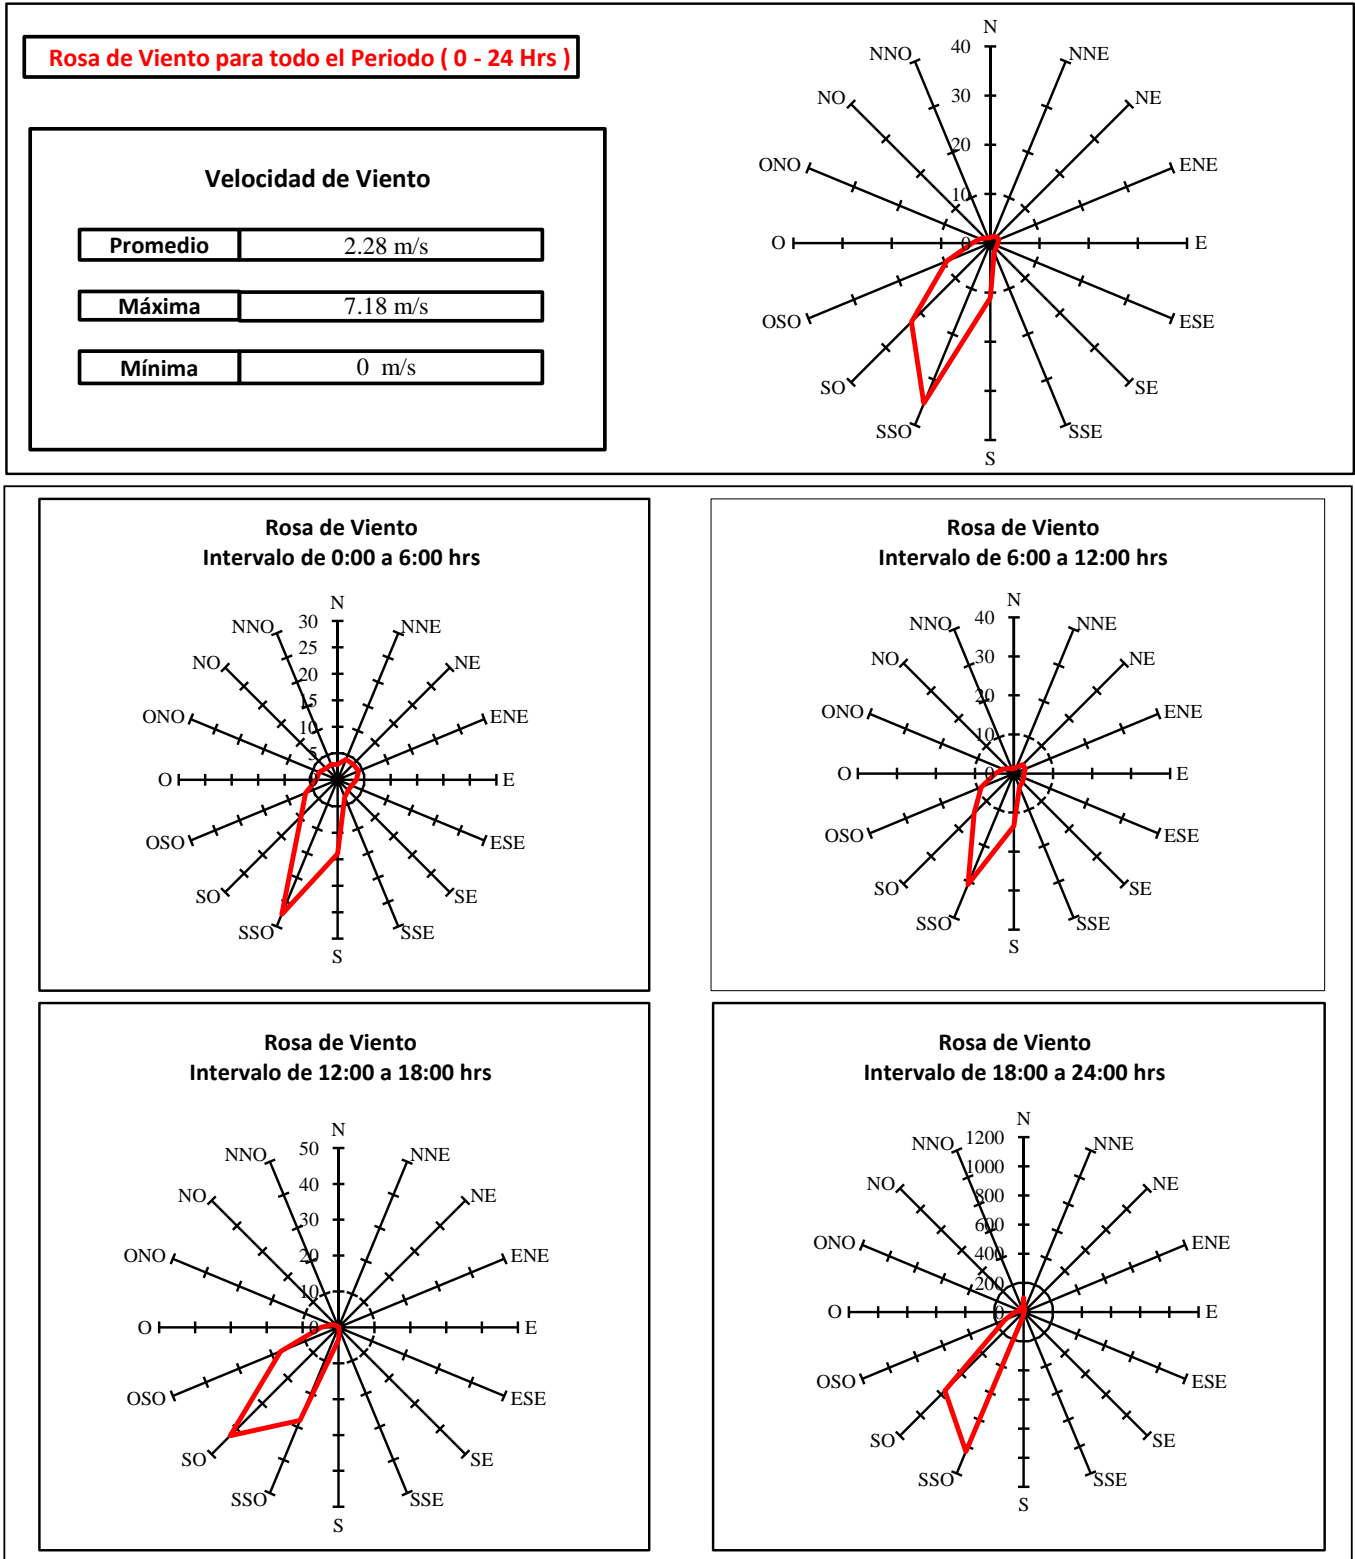 Rosa de Viento para todo el Periodo ( 0 - 24 Hrs )
Velocidad de Viento
Promedio 2.28 m/s
Máxima 7.18 m/s
Mínima 0 m/s
N
NNE
NE
ENE
E
ESE
SE
SSE
S
SSO
SO
OSO
O
ONO
NO
NNO
40
30
20
10
0
Rosa de Viento
Intervalo de 0:00 a 6:00 hrs
N
NNE
NE
ENE
E
ESE
SE
SSE
S
SSO
SO
OSO
O
ONO
NO
NNO
30
25
20
15
10
5
0
Rosa de Viento
Intervalo de 6:00 a 12:00 hrs
N
NNE
NE
ENE
E
ESE
SE
SSE
S
SSO
SO
OSO
O
ONO
NO
NNO
40
30
20
10
0
Rosa de Viento
Intervalo de 12:00 a 18:00 hrs
N
NNE
NE
ENE
E
ESE
SE
SSE
S
SSO
SO
OSO
O
ONO
NO
NNO
50
40
30
20
10
0
Rosa de Viento
Intervalo de 18:00 a 24:00 hrs
N
NNE
NE
ENE
E
ESE
SE
SSE
S
SSO
SO
OSO
O
ONO
NO
NNO
1200
1000
800
600
400
200
0